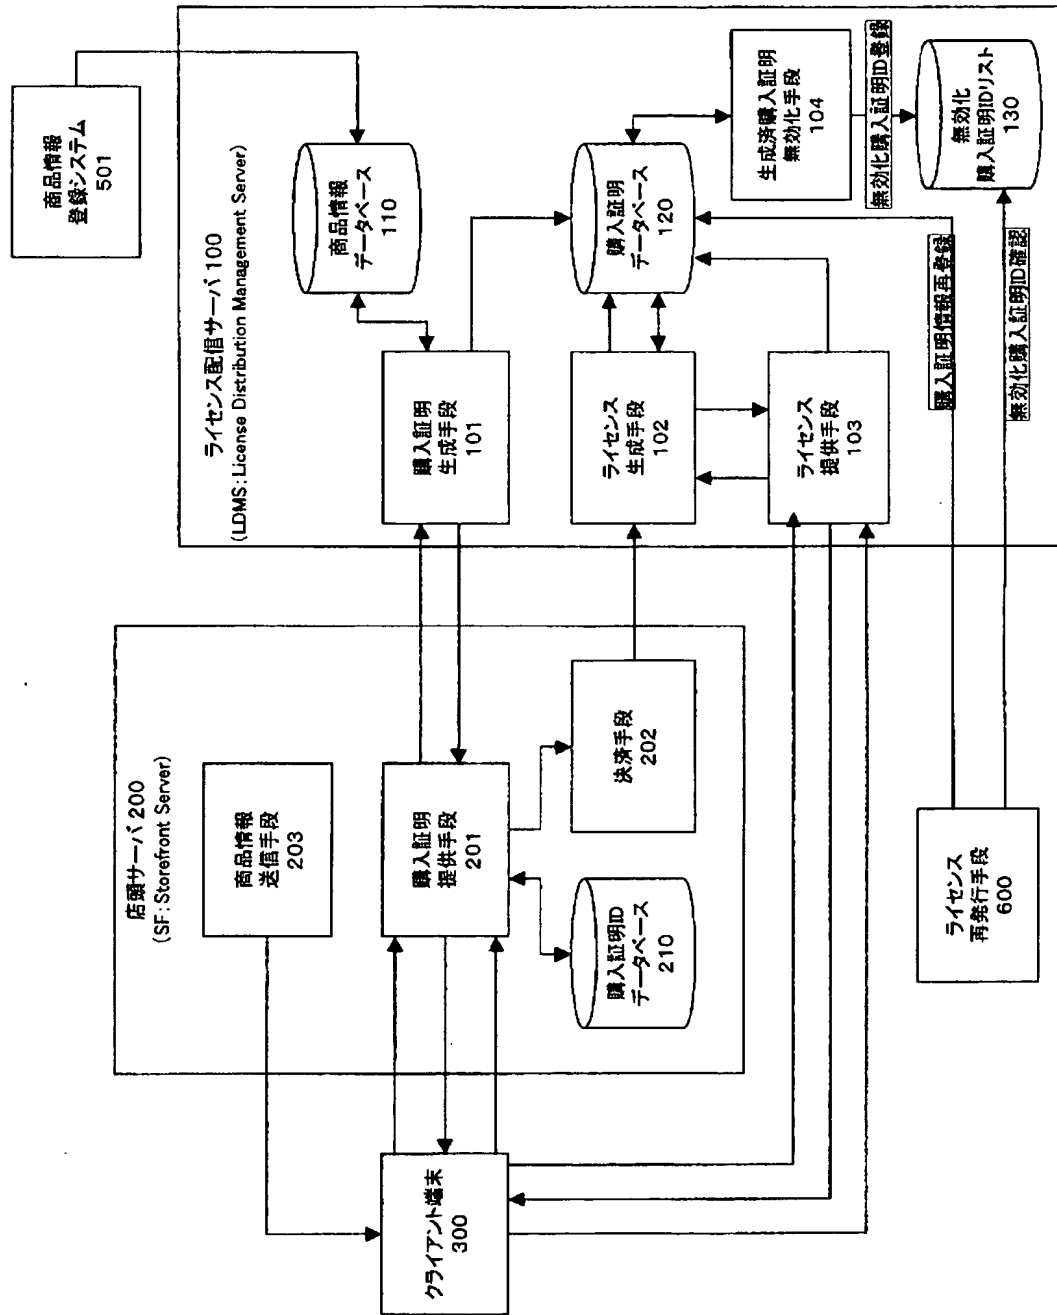 商品情報
登録システム
501
ライセンス配信サーバ 100
(LDMS: License Distribution Management Server)
商品情報
データベース
110
購入証明
生成手段
101
購入証明
データベース
120
生成済購入証明
無効化手段
104
無効化購入証明ID登録
無効化
購入証明IDリスト
130
ライセンス
生成手段
102
ライセンス
提供手段
103
購入証明情報再登録
無効化購入証明ID確認
店頭サーバ 200
(SF: Storefront Server)
商品情報
送信手段
203
購入証明
提供手段
201
決済手段
202
購入証明ID
データベース
210
クライアント端末
300
ライセンス
再発行手段
600